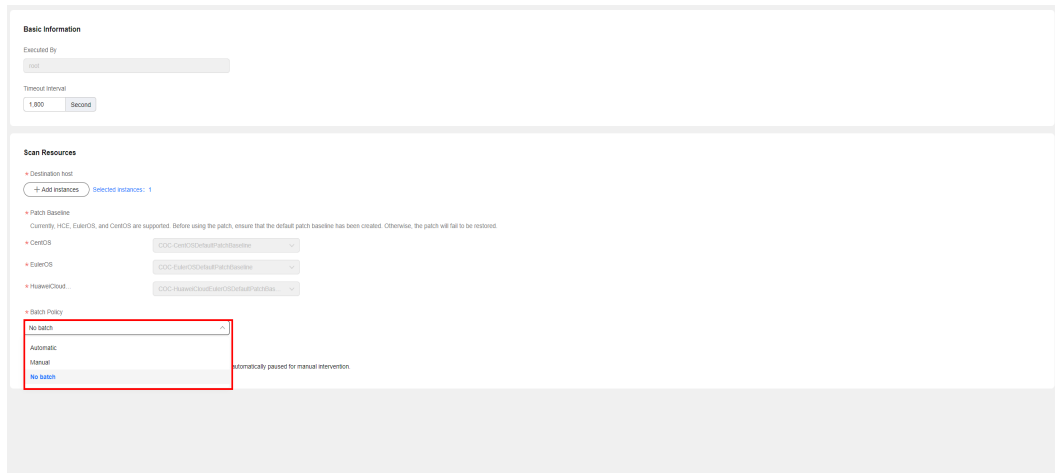 Basic Information
Executed By
root
Timeout Interval
1,800 Second
Scan Resources
* Destination host
+ Add instances Selected instances: 1
* Patch Baseline
Currently, HCE, EulerOS, and CentOS are supported. Before using the patch, ensure that the default patch baseline has been created. Otherwise, the patch will fail to be restored.
* CentOS COC-CentOSDefaultPatchBaseline
* EulerOS COC-EulerOSDefaultPatchBaseline
* HuaweiCloud... COC-HuaweiCloudEulerOSDefaultPatchBas...
* Batch Policy
No batch
Automatic
Manual
automatically paused for manual intervention.
No batch